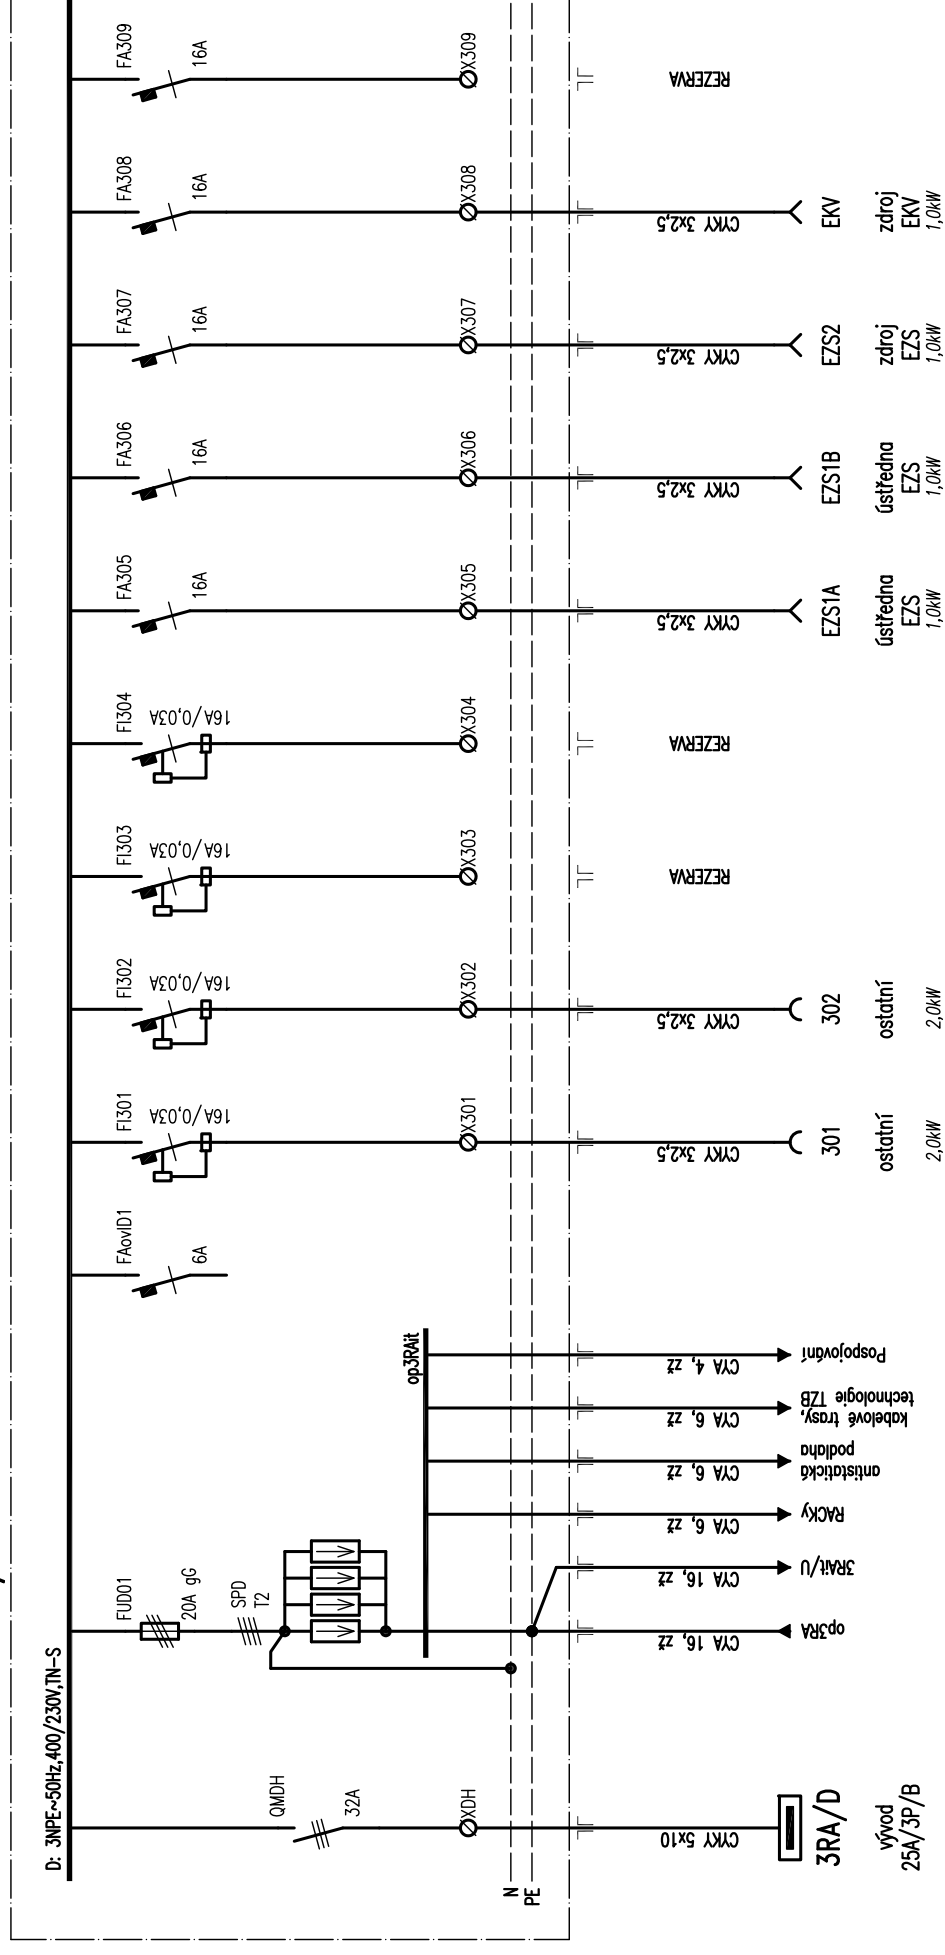 D: 3NPE~50Hz,400/230V,TN-S
QMDH
32A
XDH
CYKY 5x10
3RA/D
vývod
25A/3P/B
N
PE
FUD01
20A gG
SPD
T2
op3RAit
CYA 16, zž
op3RA
CYA 16, zž
3RAit/U
CYA 6, zž
RACKy
CYA 6, zž
antistatická
podlaha
CYA 6, zž
kabelové trasy,
technologie TZB
CYA 4, zž
Pospojování
FAovlD1
6A
FI301
16A/0,03A
X301
CYKY 3x2,5
301
ostatní
2,0kW
FI302
16A/0,03A
X302
CYKY 3x2,5
302
ostatní
2,0kW
FI303
16A/0,03A
X303
REZERVA
FI304
16A/0,03A
X304
REZERVA
FA305
16A
X305
CYKY 3x2,5
EZS1A
ústředna
EZS
1,0kW
FA306
16A
X306
CYKY 3x2,5
EZS1B
ústředna
EZS
1,0kW
FA307
16A
X307
CYKY 3x2,5
EZS2
zdroj
EZS
1,0kW
FA308
16A
X308
CYKY 3x2,5
EKV
zdroj
EKV
1,0kW
FA309
16A
X309
REZERVA